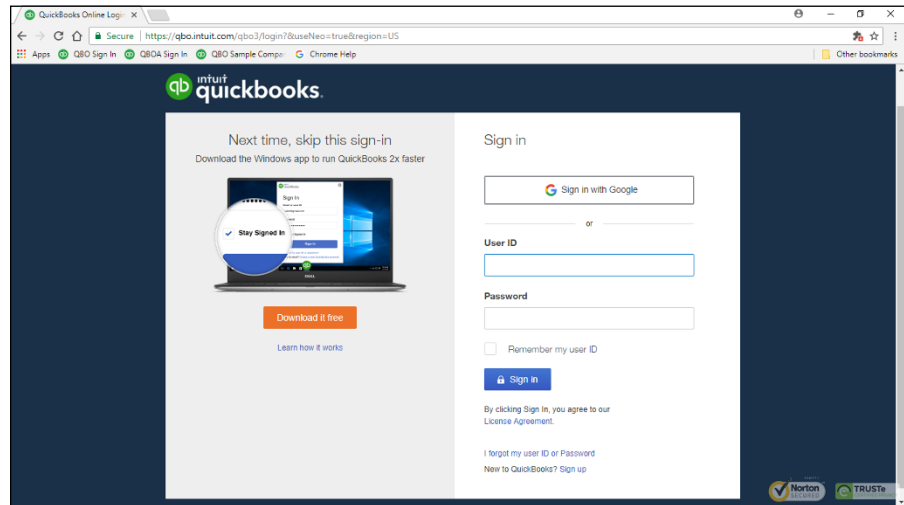 QuickBooks Online Login
Secure | https://qbo.intuit.com/qbo3/login?&useNeo=true&region=US
Apps QBO Sign In QBOA Sign In QBO Sample Compa Chrome Help Other bookmarks
qb intuit quickbooks.
Next time, skip this sign-in
Download the Windows app to run QuickBooks 2x faster
Sign In
Stay Signed In
Sign In
DELL
Download it free
Learn how it works
Sign in
G Sign in with Google
or
User ID
Password
Remember my user ID
Sign in
By clicking Sign In, you agree to our
License Agreement.
I forgot my user ID or Password
New to QuickBooks? Sign up
Norton
SECURED
TRUSTe